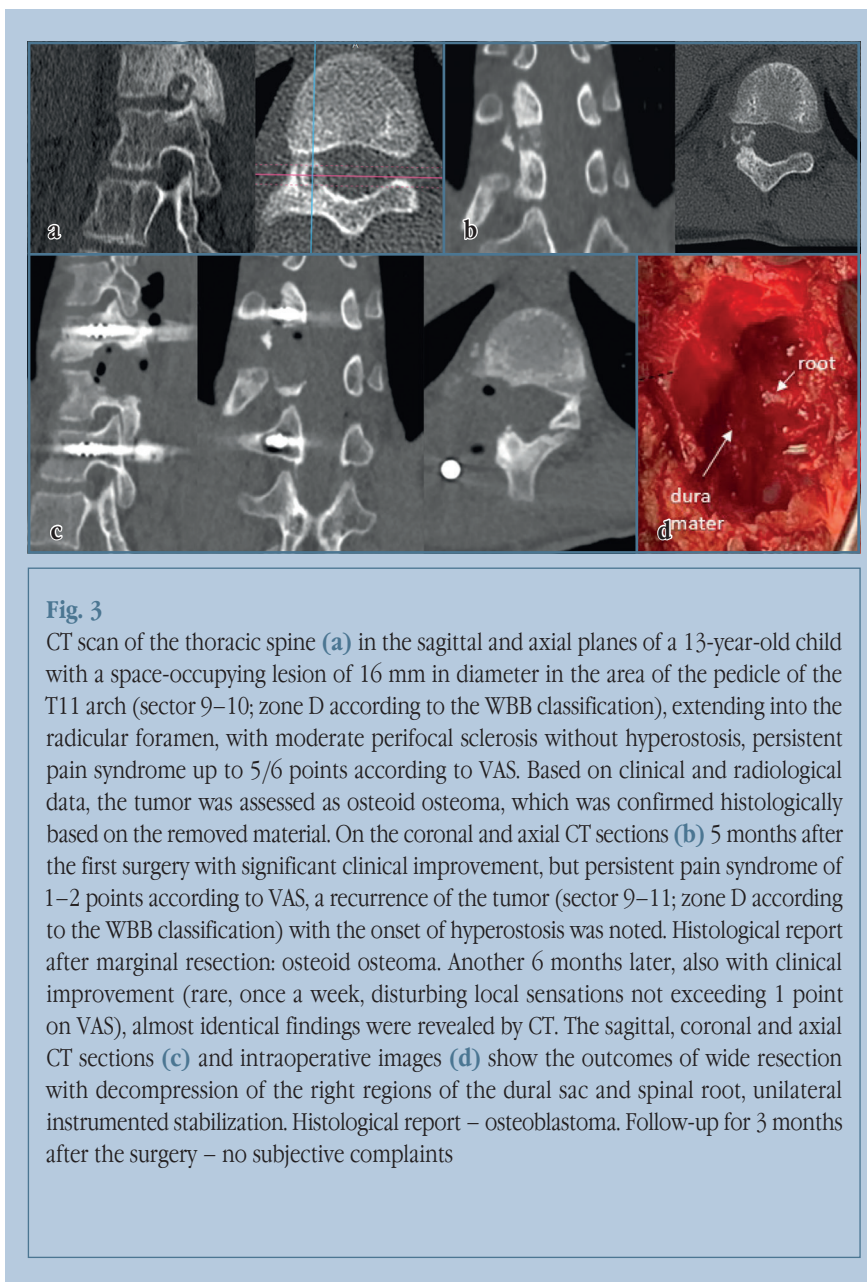 a
b
c
root
dura
mater
d
Fig. 3
CT scan of the thoracic spine (a) in the sagittal and axial planes of a 13-year-old child
with a space-occupying lesion of 16 mm in diameter in the area of the pedicle of the
T11 arch (sector 9–10; zone D according to the WBB classification), extending into the
radicular foramen, with moderate perifocal sclerosis without hyperostosis, persistent
pain syndrome up to 5/6 points according to VAS. Based on clinical and radiological
data, the tumor was assessed as osteoid osteoma, which was confirmed histologically
based on the removed material. On the coronal and axial CT sections (b) 5 months after
the first surgery with significant clinical improvement, but persistent pain syndrome of
1–2 points according to VAS, a recurrence of the tumor (sector 9–11; zone D according
to the WBB classification) with the onset of hyperostosis was noted. Histological report
after marginal resection: osteoid osteoma. Another 6 months later, also with clinical
improvement (rare, once a week, disturbing local sensations not exceeding 1 point
on VAS), almost identical findings were revealed by CT. The sagittal, coronal and axial
CT sections (c) and intraoperative images (d) show the outcomes of wide resection
with decompression of the right regions of the dural sac and spinal root, unilateral
instrumented stabilization. Histological report – osteoblastoma. Follow-up for 3 months
after the surgery – no subjective complaints